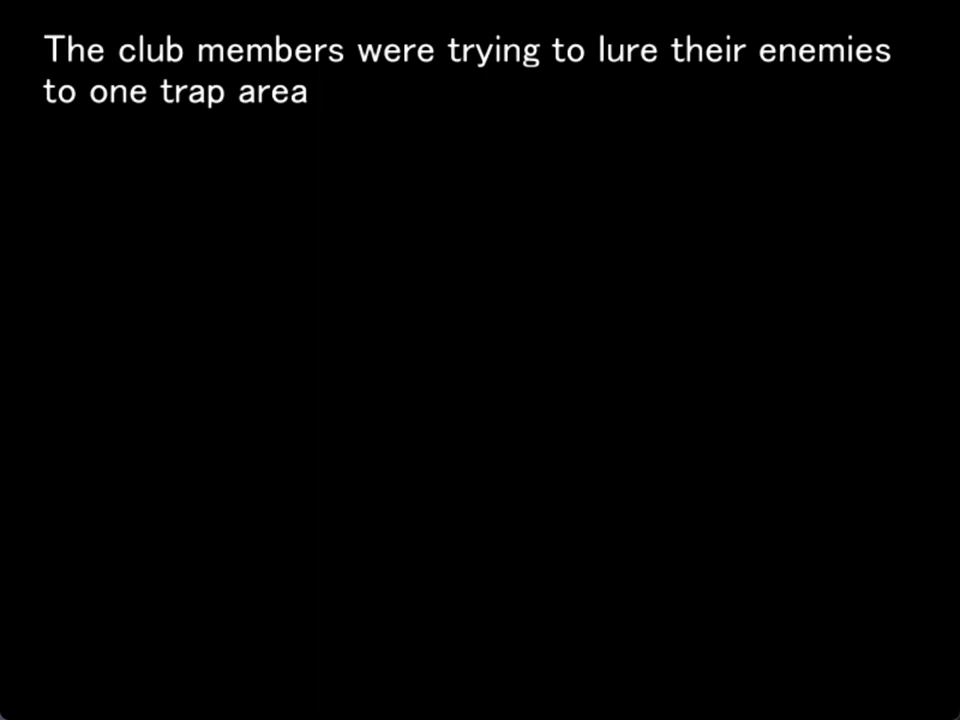 The club members were trying to lure their enemies
to one trap area